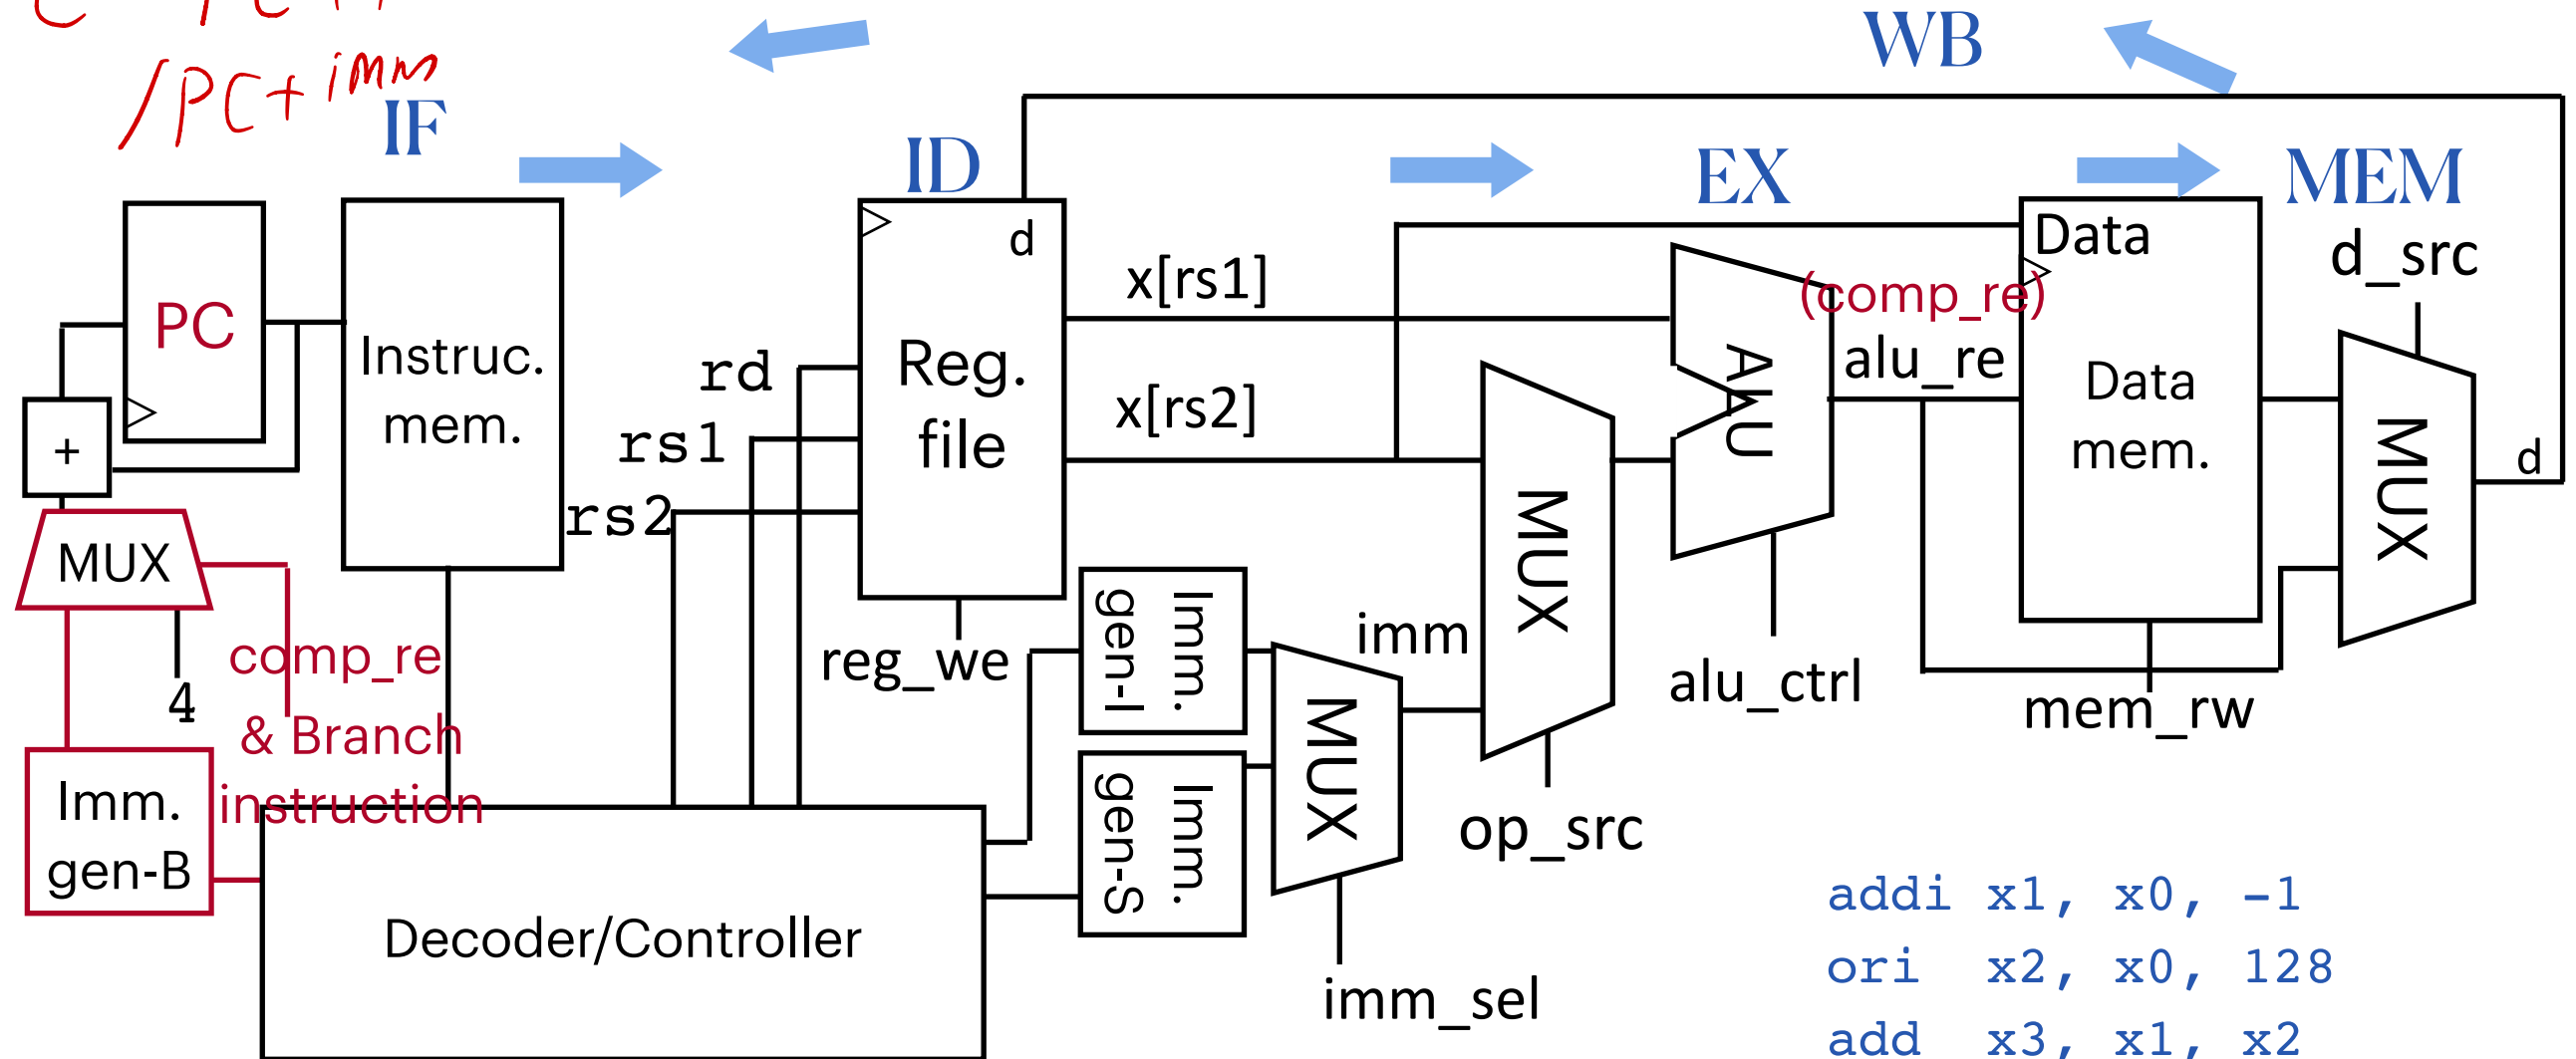 /PC+imm
WB
IF
ID
EX
MEM
d
Data
d_src
x[rs1]
(comp_re)
PC
Instruc.
mem.
rd
Reg.
file
ALU
alu_re
Data
mem.
MUX
d
x[rs2]
rs1
+
rs2
MUX
MUX
Imm.
gen-I
imm
reg_we
comp_re
& Branch
instruction
4
alu_ctrl
mem_rw
Imm.
gen-S
MUX
Imm.
gen-B
op_src
Decoder/Controller
imm_sel
addi x1, x0, -1
ori x2, x0, 128
add x3, x1, x2